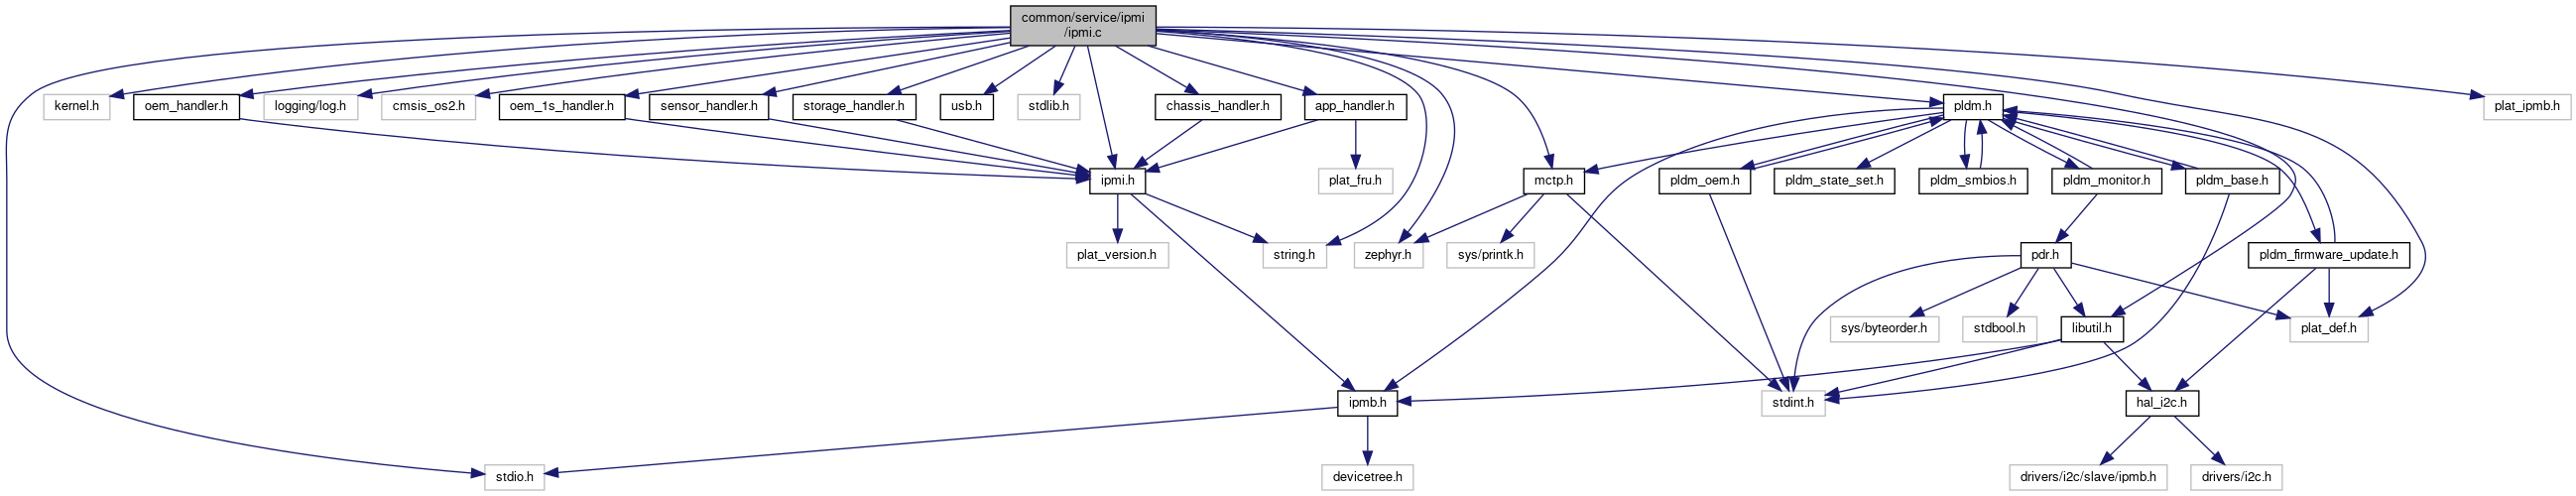 common/service/ipmi
/ipmi.c
kernel.h
oem_handler.h
logging/log.h
cmsis_os2.h
oem_1s_handler.h
sensor_handler.h
storage_handler.h
usb.h
stdlib.h
chassis_handler.h
app_handler.h
pldm.h
plat_ipmb.h
ipmi.h
plat_fru.h
mctp.h
pldm_oem.h
pldm_state_set.h
pldm_smbios.h
pldm_monitor.h
pldm_base.h
plat_version.h
string.h
zephyr.h
sys/printk.h
pdr.h
pldm_firmware_update.h
sys/byteorder.h
stdbool.h
libutil.h
plat_def.h
ipmb.h
stdint.h
hal_i2c.h
stdio.h
devicetree.h
drivers/i2c/slave/ipmb.h
drivers/i2c.h